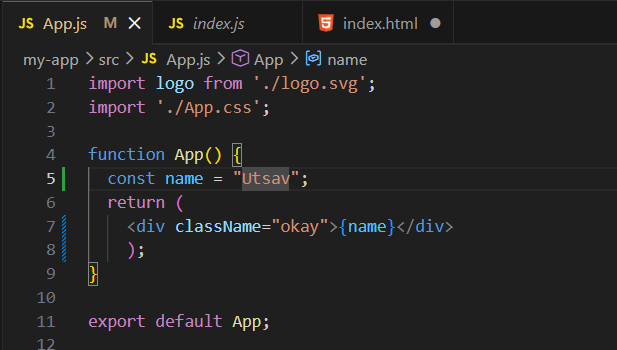 JS App.js M
JS index.js
index.html
my-app > src > JS App.js > App > name
1 import logo from './logo.svg';
2 import './App.css';
3
4 function App() {
5 const name = "Utsav";
6 return (
7 <div className="okay">{name}</div>
8 );
9 }
10
11 export default App;
12